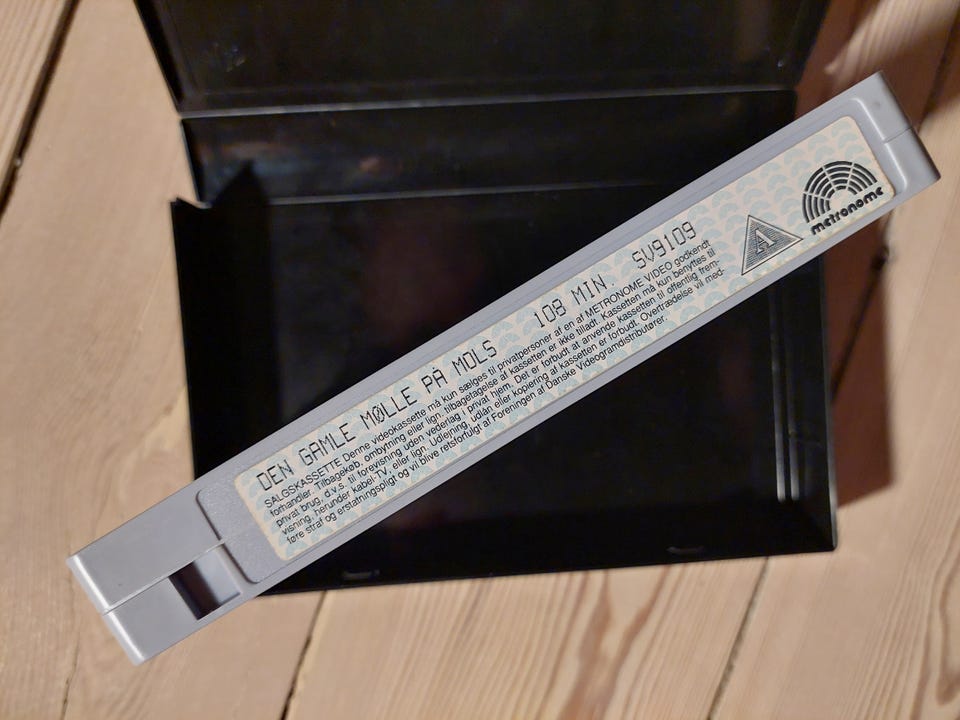 DEN GAMLE MØLLE PÅ MOLS 108 MIN. SV9109
SALGSKASSETTE Denne videokassette må kun sælges til privatpersoner af en af METRONOME VIDEO godkendt
forhandler. Tilbagekøb, ombytning eller lign. tilbagetagelse af kassetten er ikke tilladt. Kassetten må kun benyttes til
privat brug, d.v.s. til forevisning uden vederlag i privat hjem. Det er forbudt at anvende kassetten til offentlig frem-
visning, herunder kabel-TV, eller lign. Udlejning, udlån eller kopiering af kassetten er forbudt. Overtrædelse vil med-
føre straf og erstatningspligt og vil blive retsforfulgt af Foreningen af Danske Videogramdistributører.
A
metronome